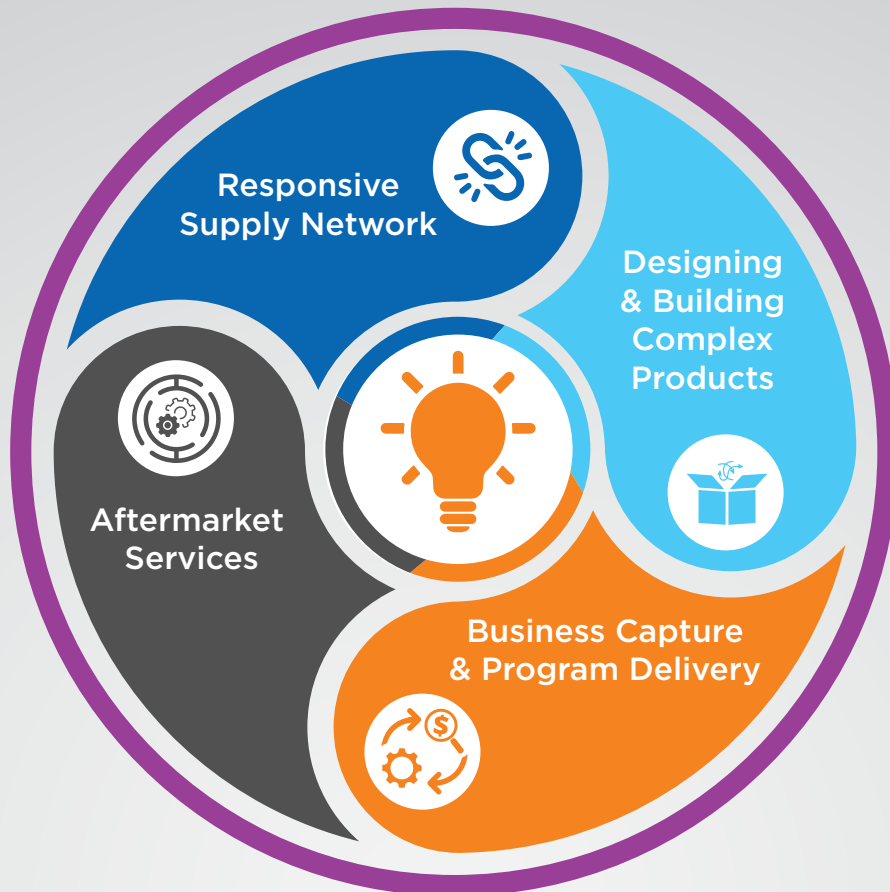 Responsive
Supply Network
Designing
& Building
Complex
Products
Aftermarket
Services
Business Capture
& Program Delivery
$